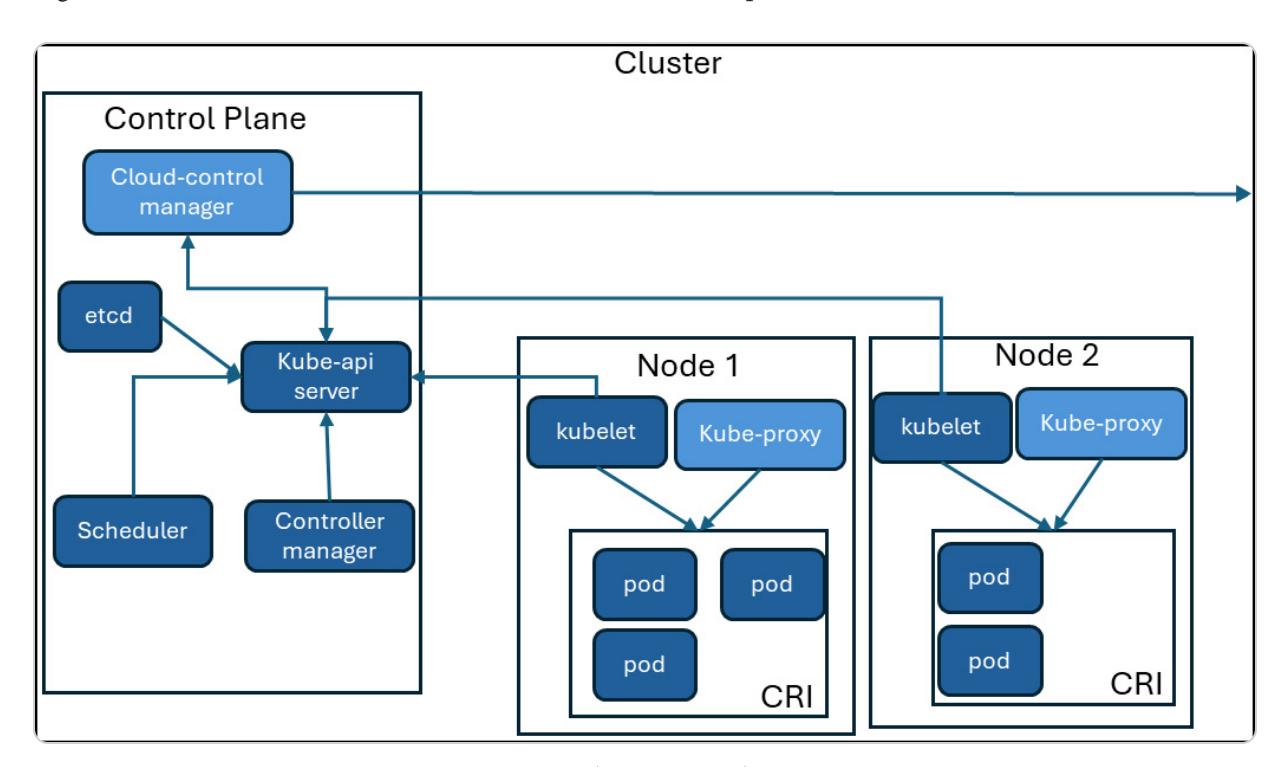 Cluster
Control Plane
Cloud-control
manager
etcd
Kube-api
server
Scheduler
Controller
manager
Node 1
kubelet
Kube-proxy
pod
pod
pod
CRI
Node 2
kubelet
Kube-proxy
pod
pod
CRI